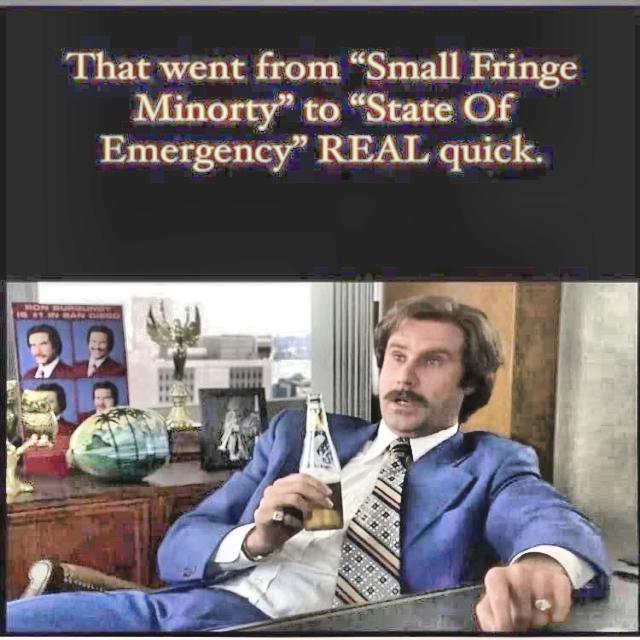 That went from “Small Fringe
Minorty” to “State Of
Emergency” REAL quick.
RON BURGUNDY
IS #1 IN SAN DIEGO